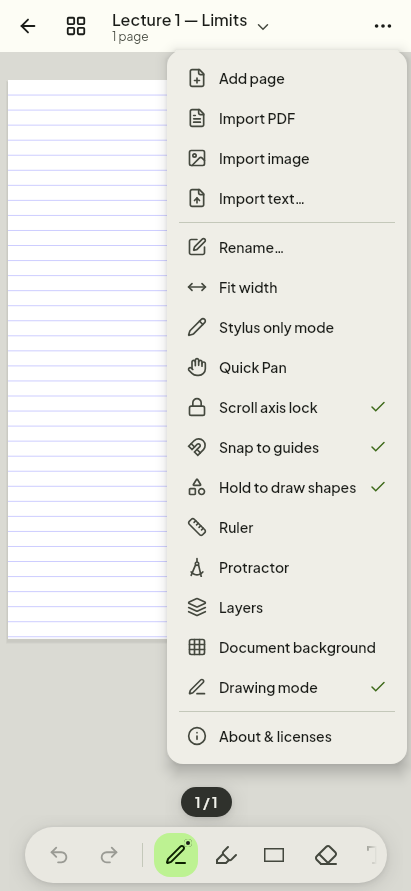 Lecture 1 — Limits
1 page
Add page
Import PDF
Import image
Import text...
Rename...
Fit width
Stylus only mode
Quick Pan
Scroll axis lock
Snap to guides
Hold to draw shapes
Ruler
Protractor
Layers
Document background
Drawing mode
About & licenses
1 / 1